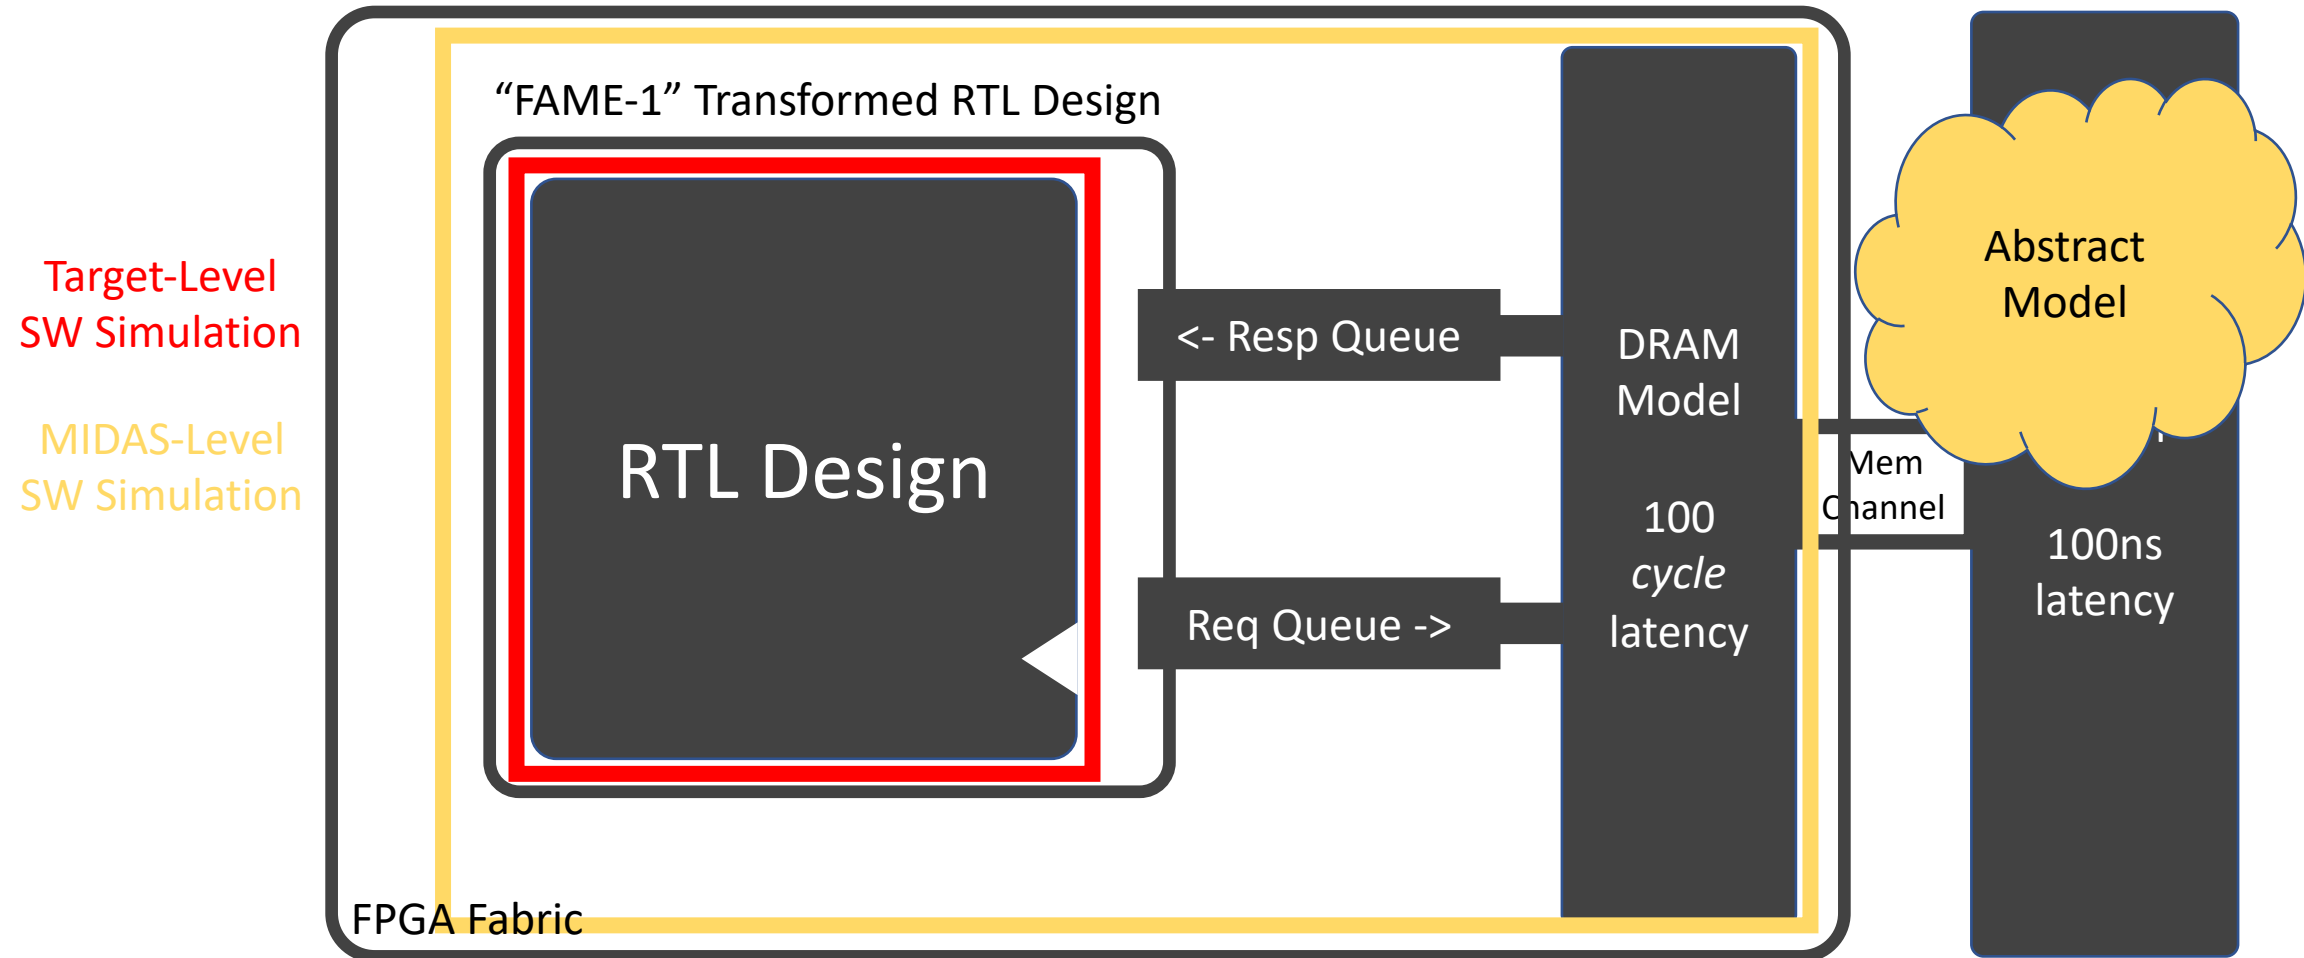 “FAME-1” Transformed RTL Design
Target-Level
SW Simulation
MIDAS-Level
SW Simulation
RTL Design
<- Resp Queue
Req Queue ->
DRAM
Model
100
cycle
latency
Mem
Channel
Abstract
Model
100ns
latency
FPGA Fabric